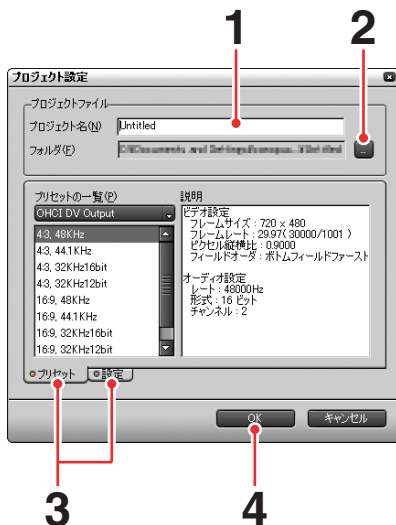 1
2
プロジェクト設定
プロジェクトファイル
プロジェクト名(N) Untitled
フォルダ(F)
...
プリセットの一覧(P)
OHCI DV Output
4:3, 48KHz
4:3, 44.1KHz
4:3, 32KHz16bit
4:3, 32KHz12bit
16:9, 48KHz
16:9, 44.1KHz
16:9, 32KHz16bit
16:9, 32KHz12bit
説明
ビデオ設定
フレームサイズ : 720 x 480
フレームレート : 29.97( 30000/1001 )
ピクセル縦横比 : 0.9000
フィールドオーダ : ボトムフィールドファースト
オーディオ設定
レート : 48000Hz
形式 : 16 ビット
チャンネル : 2
プリセット 設定
OK キャンセル
3
4